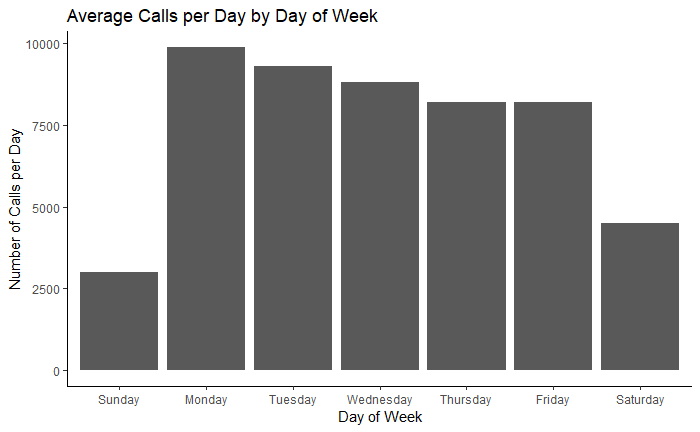 Average Calls per Day by Day of Week
Number of Calls per Day
10000
7500
5000
2500
0
Sunday Monday Tuesday Wednesday Thursday Friday Saturday
Day of Week